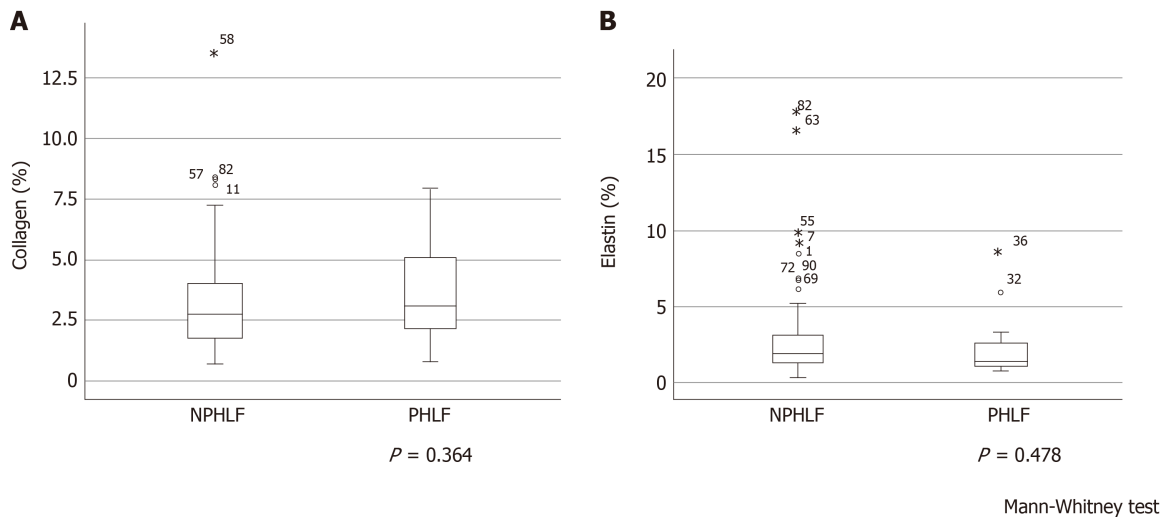 A
Collagen (%)
12.5
10.0
7.5
5.0
2.5
0
* 58
57
82
11
NPHLF
PHLF
P = 0.364
B
Elastin (%)
20
15
10
5
0
* 82
* 63
* 55
* 7
1
72
90
69
* 36
32
NPHLF
PHLF
P = 0.478
Mann-Whitney test